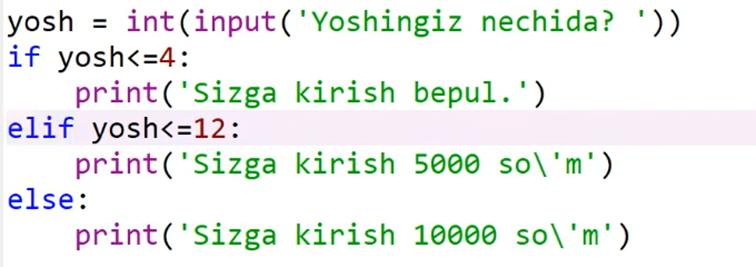 yosh = int(input('Yoshingiz nechida? '))
if yosh<=4:
    print('Sizga kirish bepul.')
elif yosh<=12:
    print('Sizga kirish 5000 so\'m')
else:
    print('Sizga kirish 10000 so\'m')